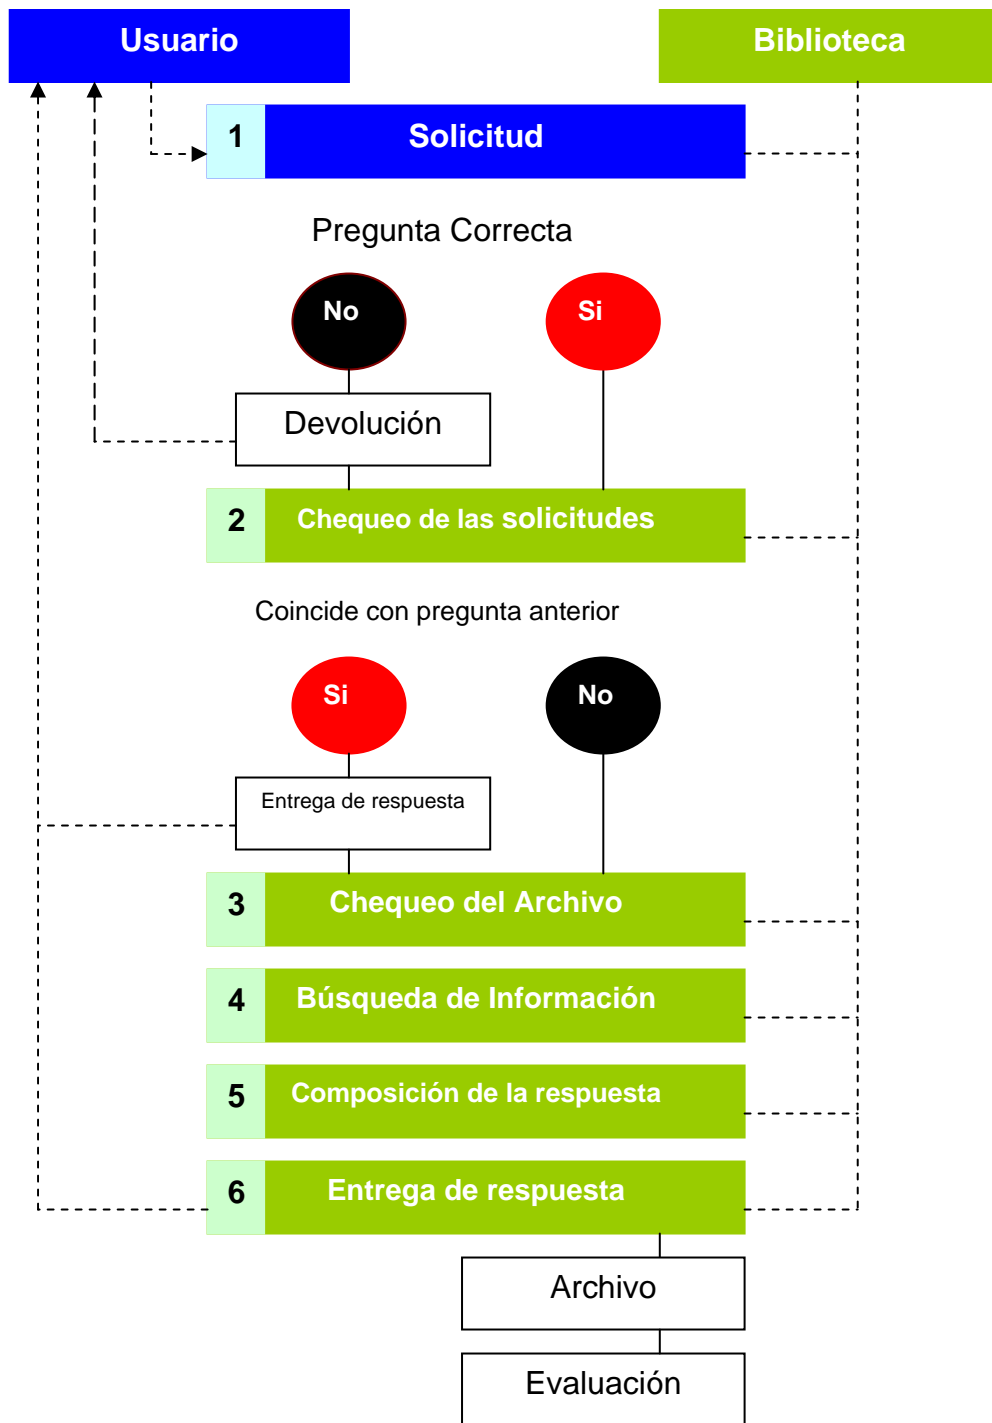 Usuario
Biblioteca
1
Solicitud
Pregunta Correcta
No
Si
Devolución
2
Chequeo de las solicitudes
Coincide con pregunta anterior
Si
No
Entrega de respuesta
3
Chequeo del Archivo
4
Búsqueda de Información
5
Composición de la respuesta
6
Entrega de respuesta
Archivo
Evaluación